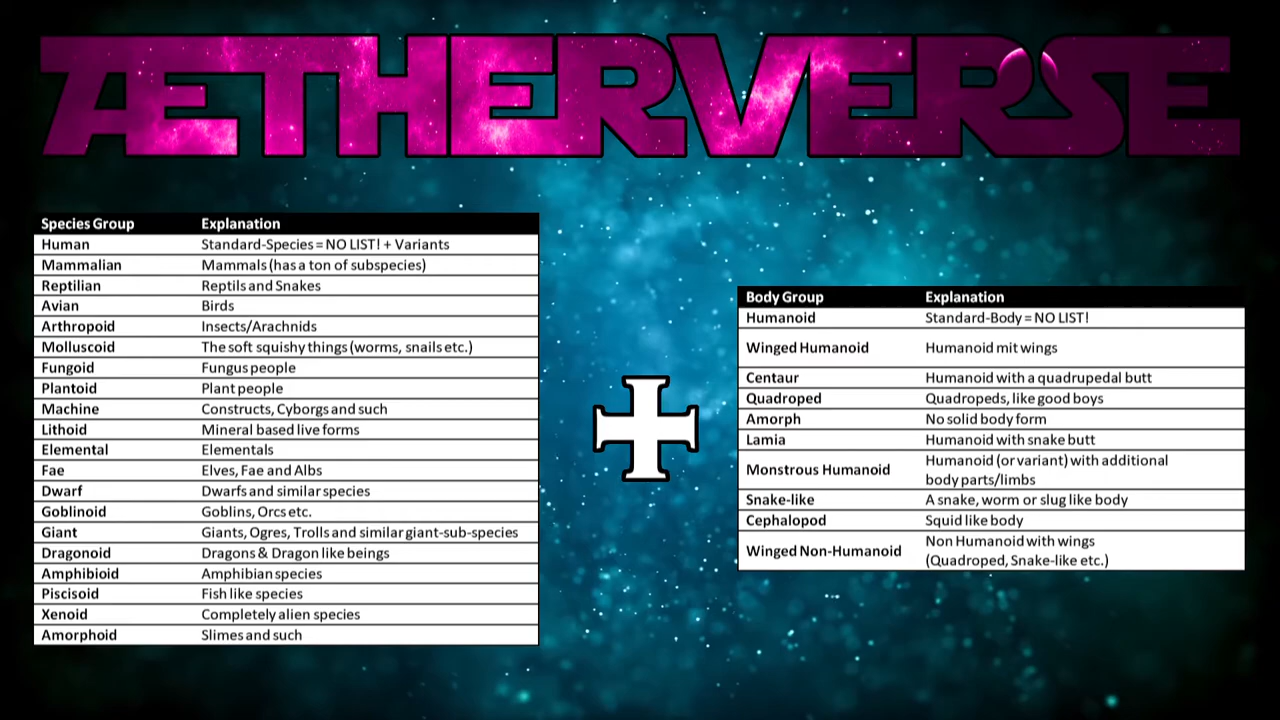 ÆTHERVERSE
Species Group Explanation
Human Standard-Species = NO LIST! + Variants
Mammalian Mammals (has a ton of subspecies)
Reptilian Reptils and Snakes
Avian Birds
Arthropoid Insects/Arachnids
Molluscoid The soft squishy things (worms, snails etc.)
Fungoid Fungus people
Plantoid Plant people
Machine Constructs, Cyborgs and such
Lithoid Mineral based live forms
Elemental Elementals
Fae Elves, Fae and Albs
Dwarf Dwarfs and similar species
Goblinoid Goblins, Orcs etc.
Giant Giants, Ogres, Trolls and similar giant-sub-species
Dragonoid Dragons & Dragon like beings
Amphibioid Amphibian species
Piscisoid Fish like species
Xenoid Completely alien species
Amorphoid Slimes and such
Body Group Explanation
Humanoid Standard-Body = NO LIST!
Winged Humanoid Humanoid mit wings
Centaur Humanoid with a quadrupedal butt
Quadroped Quadropeds, like good boys
Amorph No solid body form
Lamia Humanoid with snake butt
Monstrous Humanoid Humanoid (or variant) with additional
body parts/limbs
Snake-like A snake, worm or slug like body
Cephalopod Squid like body
Winged Non-Humanoid Non Humanoid with wings
(Quadroped, Snake-like etc.)